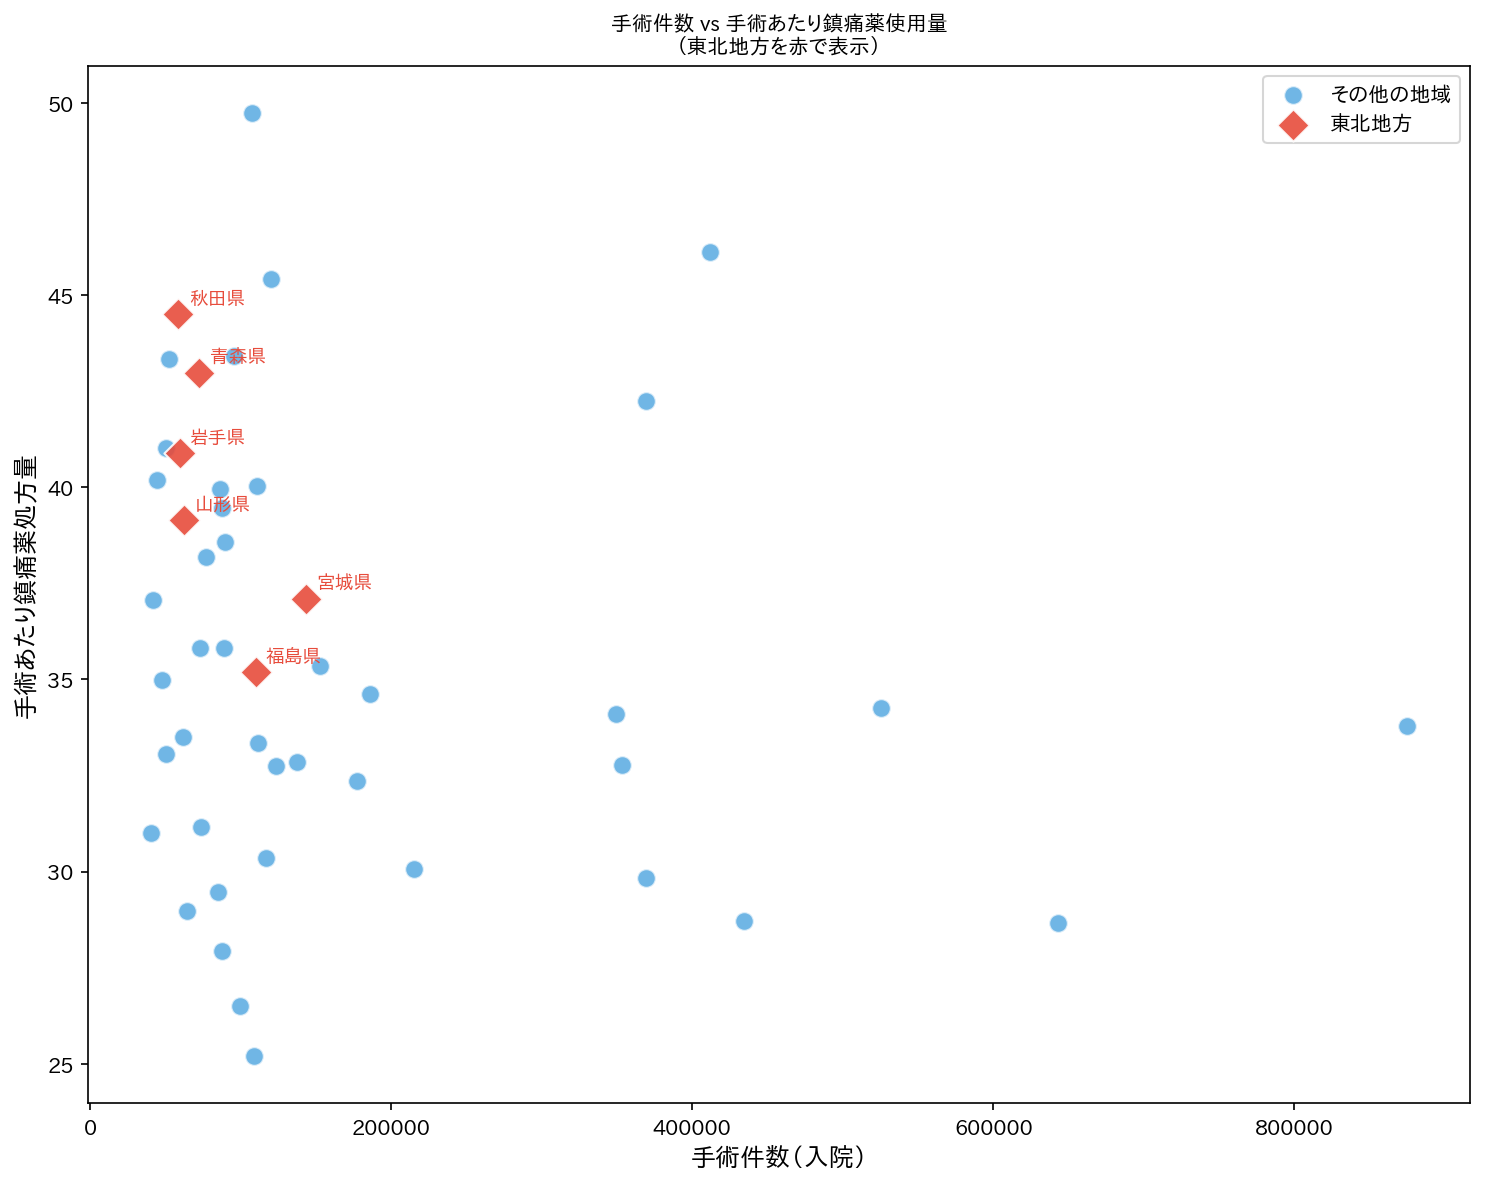 手術件数 vs 手術あたり鎮痛薬使用量
（東北地方を赤で表示）
その他の地域
東北地方
50
45
40
35
30
25
手術あたり鎮痛薬処方量
秋田県
青森県
岩手県
山形県
宮城県
福島県
0
200000
400000
600000
800000
手術件数（入院）